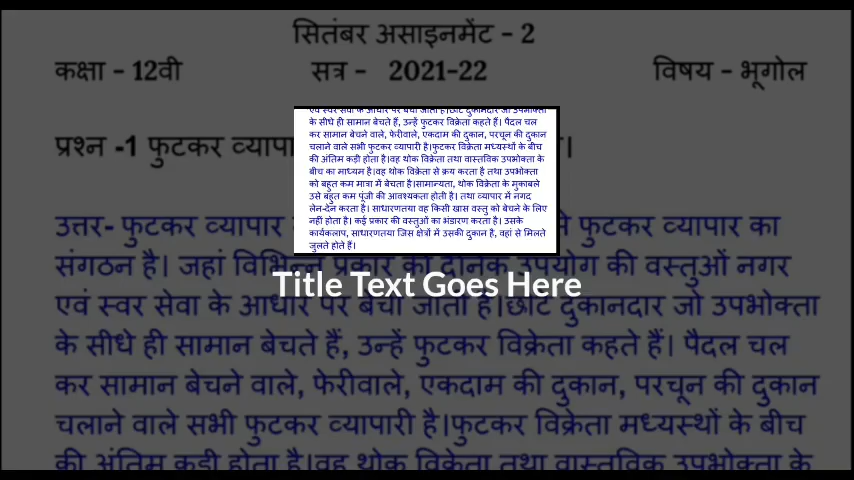 सितंबर असाइनमेंट - 2
कक्षा - 12वी सत्र - 2021-22 विषय - भूगोल
प्रश्न -1 फुटकर व्यापा
एवं स्वर सेवा के आधार पर बेचा जाता है।छोटे दुकानदार जो उपभोक्ता
के सीधे ही सामान बेचते हैं, उन्हें फुटकर विक्रेता कहते हैं। पैदल चल
कर सामान बेचने वाले, फेरीवाले, एकदाम की दुकान, परचून की दुकान
चलाने वाले सभी फुटकर व्यापारी है।फुटकर विक्रेता मध्यस्थों के बीच
की अंतिम कड़ी होता है।वह थोक विक्रेता तथा वास्तविक उपभोक्ता के
बीच का माध्यम है।वह थोक विक्रेता से क्रय करता है तथा उपभोक्ता
को बहुत कम मात्रा में बेचता है।सामान्यता, थोक विक्रेता के मुकाबले
उसे बहुत कम पूंजी की आवश्यकता होती है। तथा व्यापार में नगद
लेन-देन करता है। साधारणतया वह किसी खास वस्तु को बेचने के लिए
नहीं होता है। कई प्रकार की वस्तुओं का भंडारण करता है। उसके
कार्यकलाप, साधारणतया जिस क्षेत्रों में उसकी दुकान है, वहां से मिलते
जुलते होते हैं।
उत्तर- फुटकर व्यापार से फुटकर व्यापार का
संगठन है। जहां विभिन्न प्रकार की दैनिक उपयोग की वस्तुओं नगर
Title Text Goes Here
एवं स्वर सेवा के आधार पर बेचा जाता है।छोटे दुकानदार जो उपभोक्ता
के सीधे ही सामान बेचते हैं, उन्हें फुटकर विक्रेता कहते हैं। पैदल चल
कर सामान बेचने वाले, फेरीवाले, एकदाम की दुकान, परचून की दुकान
चलाने वाले सभी फुटकर व्यापारी है।फुटकर विक्रेता मध्यस्थों के बीच
की अंतिम कड़ी होता है।वह थोक विक्रेता तथा वास्तविक उपभोक्ता के